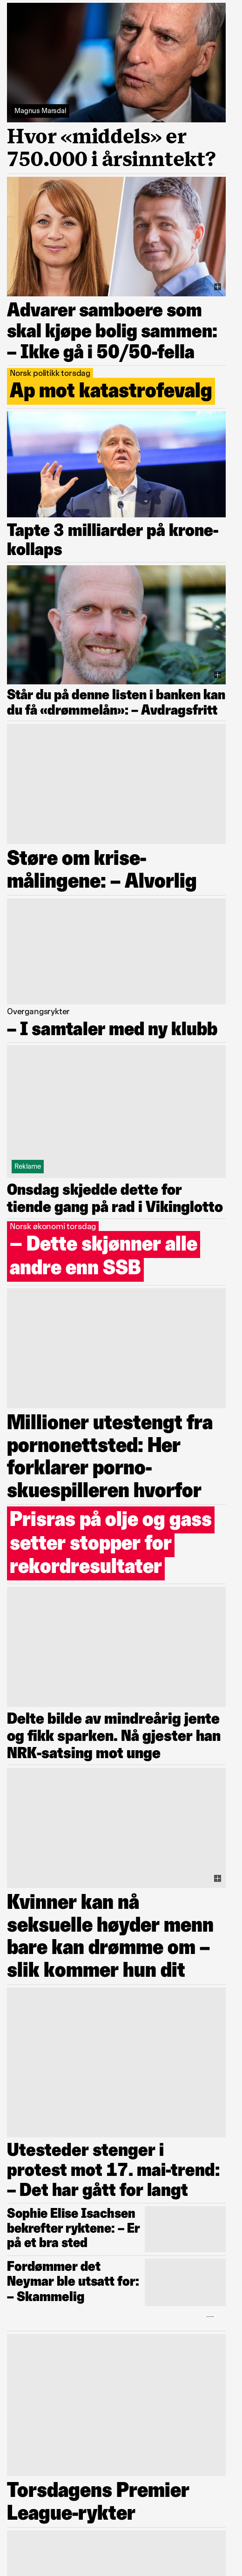 Magnus Marsdal
Hvor «middels» er
750.000 i årsinntekt?
Advarer samboere som
skal kjøpe bolig sammen:
– Ikke gå i 50/50-fella
Norsk politikk torsdag
Ap mot katastrofevalg
Tapte 3 milliarder på krone-
kollaps
Står du på denne listen i banken kan
du få «drømmelån»: – Avdragsfritt
Støre om krise-
målingene: – Alvorlig
Overgangsrykter
– I samtaler med ny klubb
Reklame
Onsdag skjedde dette for
tiende gang på rad i Vikinglotto
Norsk økonomi torsdag
– Dette skjønner alle
andre enn SSB
Millioner utestengt fra
pornonettsted: Her
forklarer porno-
skuespilleren hvorfor
Prisras på olje og gass
setter stopper for
rekordresultater
Delte bilde av mindreårig jente
og fikk sparken. Nå gjester han
NRK-satsing mot unge
Kvinner kan nå
seksuelle høyder menn
bare kan drømme om –
slik kommer hun dit
Utesteder stenger i
protest mot 17. mai-trend:
– Det har gått for langt
Sophie Elise Isachsen
bekrefter ryktene: – Er
på et bra sted
Fordømmer det
Neymar ble utsatt for:
– Skammelig
Torsdagens Premier
League-rykter